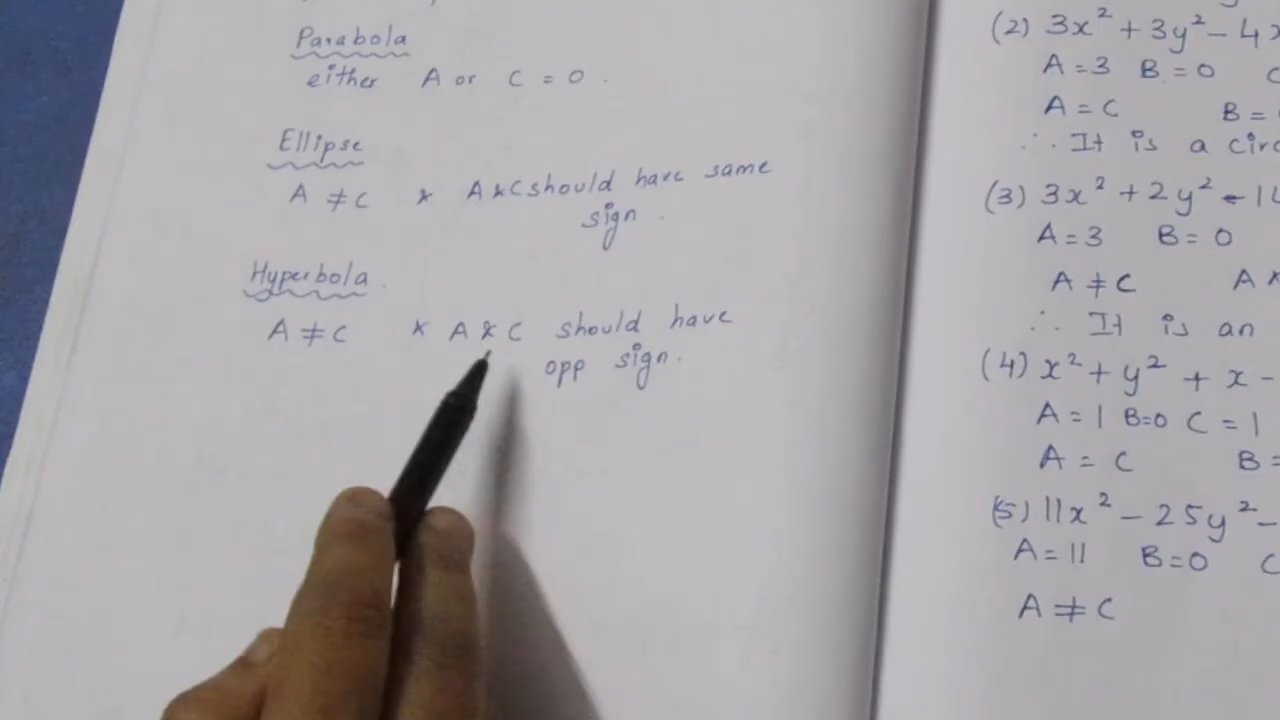 Parabola
either A or C = 0.
Ellipse
A ≠ C & A & C should have same
sign.
Hyperbola.
A ≠ C & A & C should have
opp sign.
(2) 3x² + 3y² - 4x
A = 3 B = 0 C
A = C B =
∴ It is a circ
(3) 3x² + 2y² - 14
A = 3 B = 0
A ≠ C A &
∴ It is an
(4) x² + y² + x -
A = 1 B=0 C = 1
A = C B =
(5) 11x² - 25y² -
A = 11 B=0 C
A ≠ C